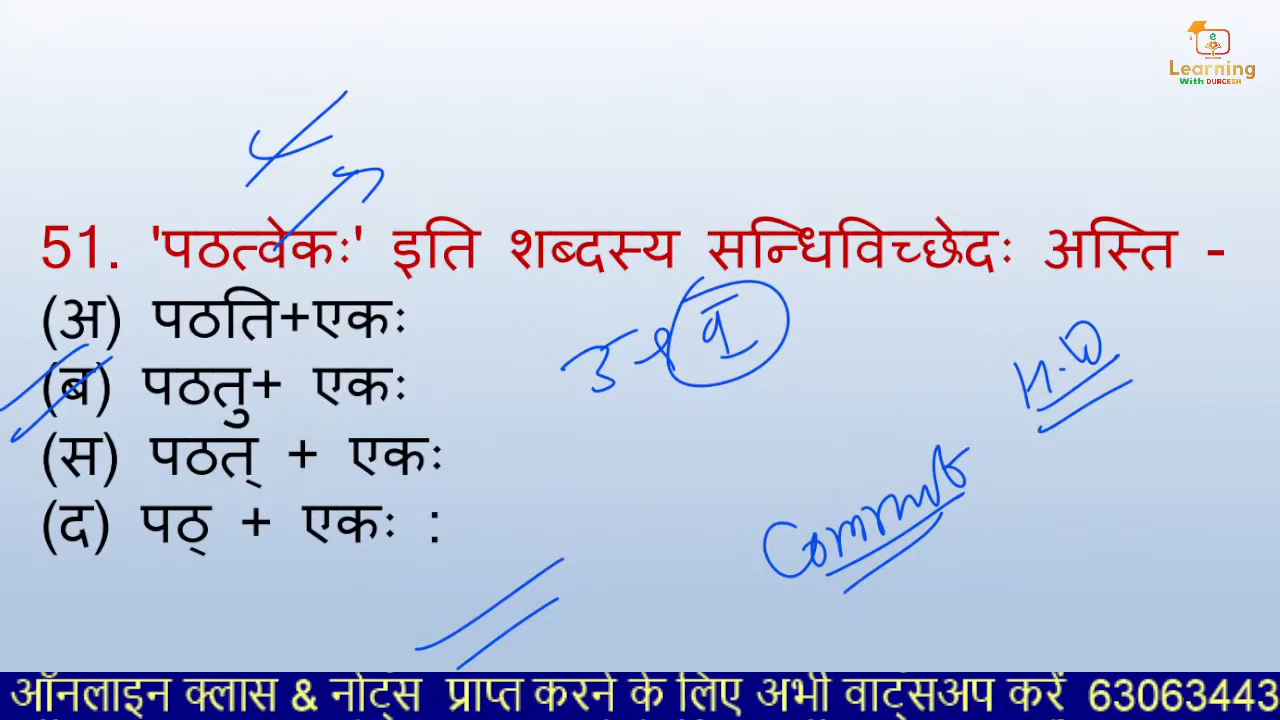 e
Learning
With DURGESH
51. 'पठत्वेकः' इति शब्दस्य सन्धिविच्छेदः अस्ति -
(अ) पठति+एकः
(ब) पठतु+ एकः
(स) पठत् + एकः
(द) पठ् + एकः :
उ
व्
H.W
Comment
ऑनलाइन क्लास & नोट्स प्राप्त करने के लिए अभी वाट्सअप करें 63063443